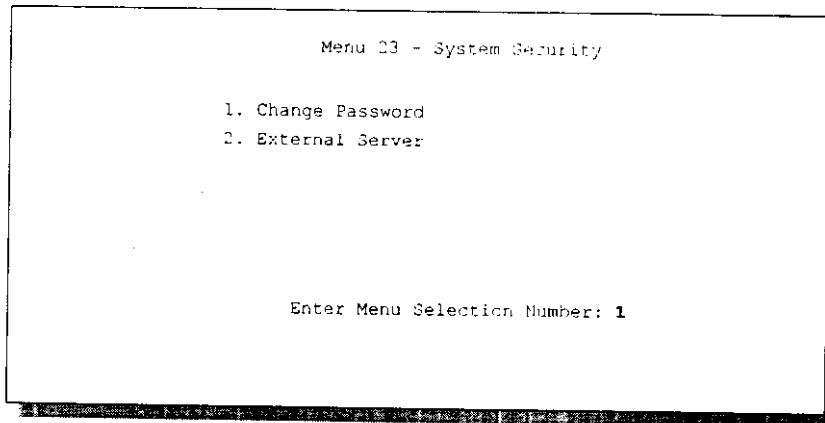 Menu 23 - System Security
1. Change Password
2. External Server
Enter Menu Selection Number: 1